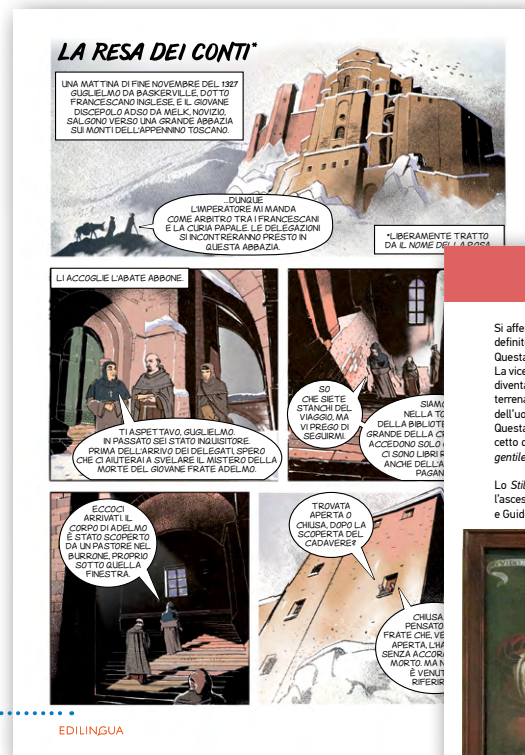 LA RESA DEI CONTI*
UNA MATTINA DI FINE NOVEMBRE DEL 1327
GUGLIELMO DA BASKERVILLE, DOTTO
FRANCESCANO INGLESE, E IL GIOVANE
DISCEPOLO ADSO DA MELK, NOVIZIO,
SALGONO VERSO UNA GRANDE ABBAZIA
SUI MONTI DELL'APPENNINO TOSCANO.
...DUNQUE
L'IMPERATORE MI MANDA
COME ARBITRO TRA I FRANCESCANI
E LA CURIA PAPALE. LE DELEGAZIONI
SI INCONTRERANNO PRESTO IN
QUESTA ABBAZIA.
*LIBERAMENTE TRATTO
DA IL NOME DELLA ROSA
LI ACCOGLIE L'ABATE ABBONE.
TI ASPETTAVO, GUGLIELMO.
IN PASSATO SEI STATO INQUISITORE.
PRIMA DELL'ARRIVO DEI DELEGATI, SPERO
CHE CI AIUTERAI A SVELARE IL MISTERO DELLA
MORTE DEL GIOVANE FRATE ADELMO.
SO
CHE SIETE
STANCHI DEL
VIAGGIO, MA
VI PREGO DI
SEGUIRMI.
SIAMO
NELLA TO
DELLA BIBLIOTE
GRANDE DELLA C
ACCEDONO SOLO
CI SONO LIBRI R
ANCHE DELL'A
PAGAN
ECCOCI
ARRIVATI. IL
CORPO DI ADELMO
È STATO SCOPERTO
DA UN PASTORE NEL
BURRONE, PROPRIO
SOTTO QUELLA
FINESTRA.
TROVATA
APERTA O
CHIUSA, DOPO LA
SCOPERTA DEL
CADAVERE?
CHIUSA
PENSATO
FRATE CHE, VE
APERTA, L'HA
SENZA ACCOR
MORTO. MA N
È VENUT
RIFERIR
Si affe
definit
Questa
La vice
diventa
terrena
dell'uo
Questa
cetto d
gentile
Lo Stil
l'asces
e Guid
GUIDO
EDILINGUA